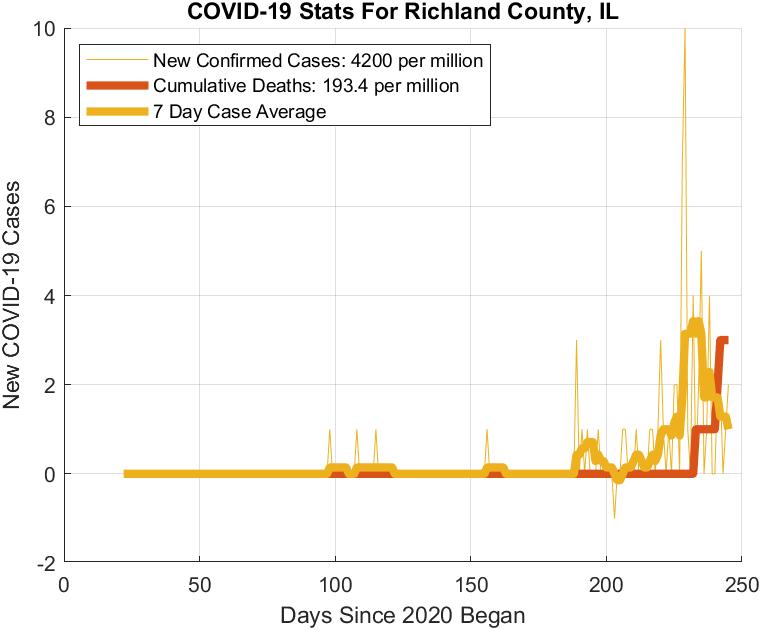 COVID-19 Stats For Richland County, IL
New Confirmed Cases: 4200 per million
Cumulative Deaths: 193.4 per million
7 Day Case Average
New COVID-19 Cases
10
8
6
4
2
0
-2
0 50 100 150 200 250
Days Since 2020 Began